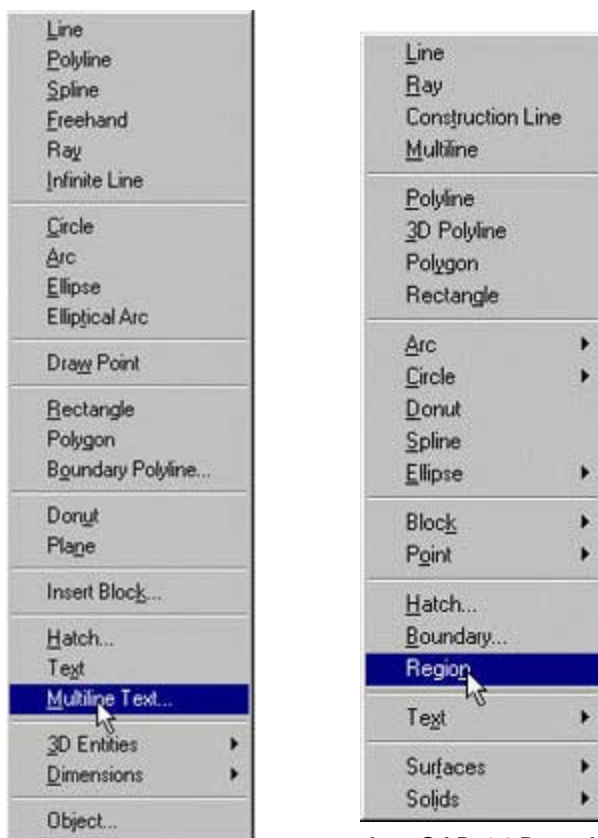 Line
Polyline
Spline
Freehand
Ray
Infinite Line
Circle
Arc
Ellipse
Elliptical Arc
Draw Point
Rectangle
Polygon
Boundary Polyline...
Donut
Plane
Insert Block...
Hatch...
Text
Multiline Text...
3D Entities
Dimensions
Object...
Line
Ray
Construction Line
Multiline
Polyline
3D Polyline
Polygon
Rectangle
Arc
Circle
Donut
Spline
Ellipse
Block
Point
Hatch...
Boundary...
Region
Text
Surfaces
Solids